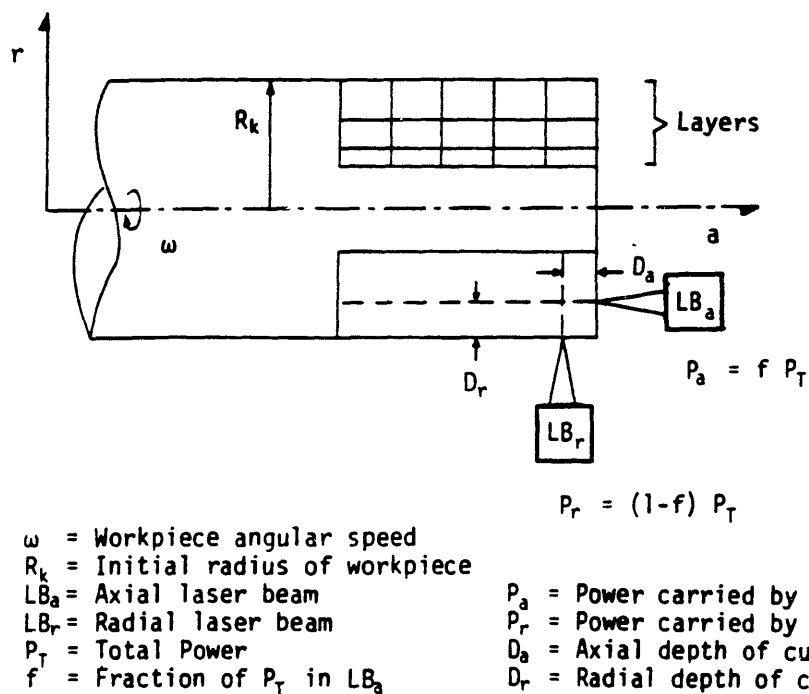 r
R_k
Layers
ω
a
D_a
LB_a
D_r
P_a = f P_T
LB_r
P_r = (1-f) P_T
ω = Workpiece angular speed
R_k = Initial radius of workpiece
LB_a = Axial laser beam
LB_r = Radial laser beam
P_T = Total Power
f = Fraction of P_T in LB_a
P_a = Power carried by
P_r = Power carried by
D_a = Axial depth of cu
D_r = Radial depth of c